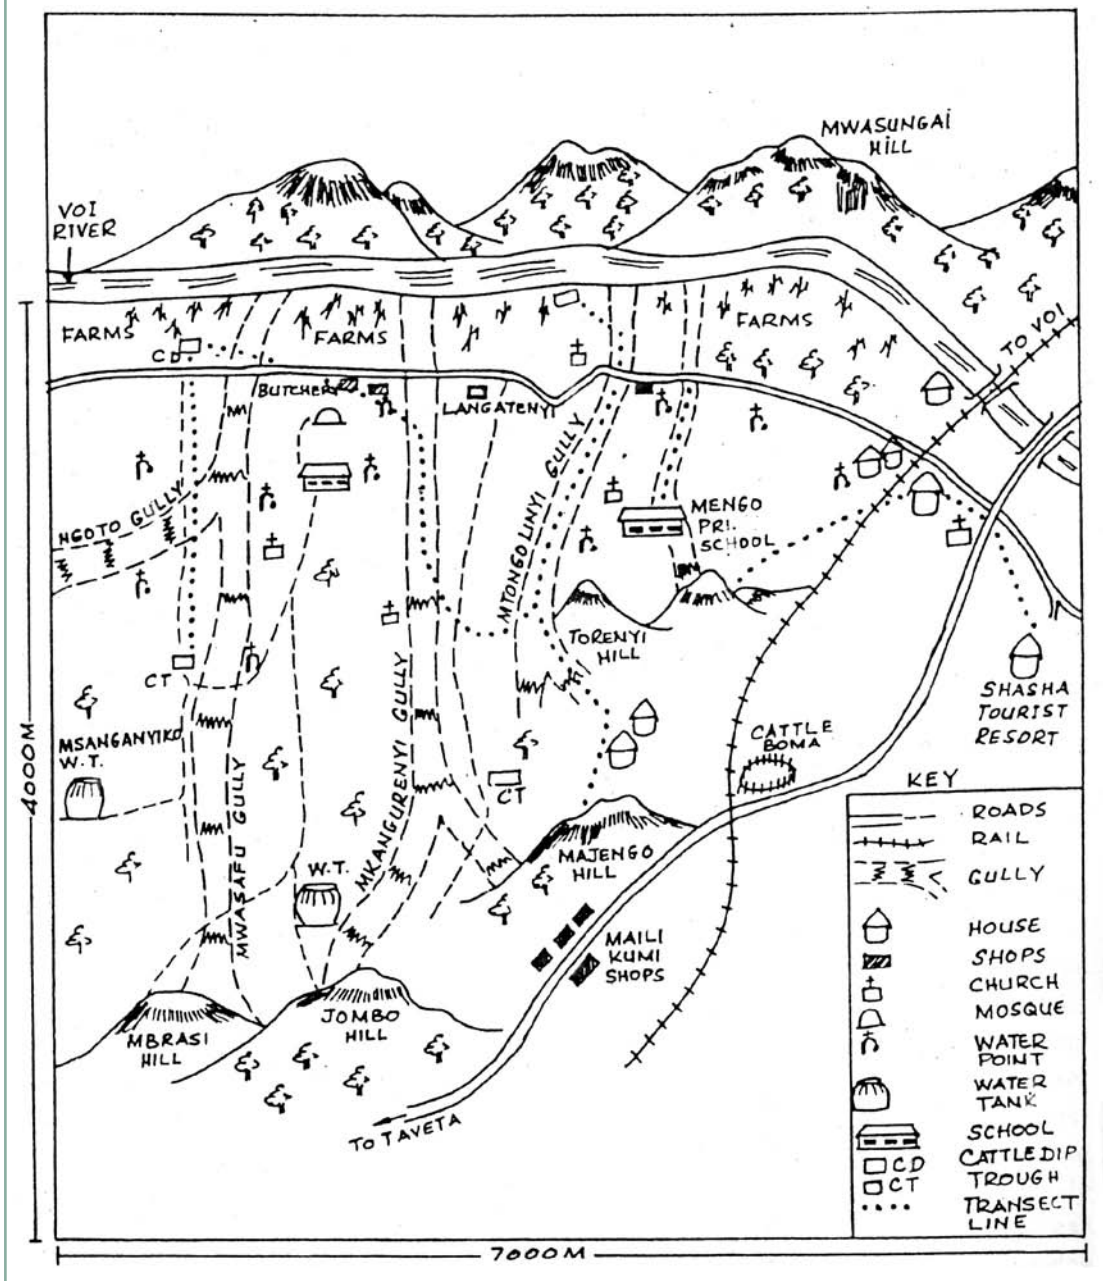 MWASUNGAI
HILL
VOI
RIVER
TO VOI
FARMS
FARMS
FARMS
CD
BUTCHERY
LANGATENYI
NGOTO GULLY
MTONGOLINYI GULLY
MENGO
PRI.
SCHOOL
TORENYI
HILL
CT
SHASHA
TOURIST
RESORT
MSANGANYIKO
W.T.
MWASAFU GULLY
MKANGURENYI GULLY
CATTLE
BOMA
CT
W.T.
MAJENGO
HILL
MAILI
KUMI
SHOPS
MBRASI
HILL
JOMBO
HILL
TO TAVETA
4000M
7000M
KEY
ROADS
RAIL
GULLY
HOUSE
SHOPS
CHURCH
MOSQUE
WATER
POINT
WATER
TANK
SCHOOL
CD CATTLE DIP
CT TROUGH
TRANSECT
LINE